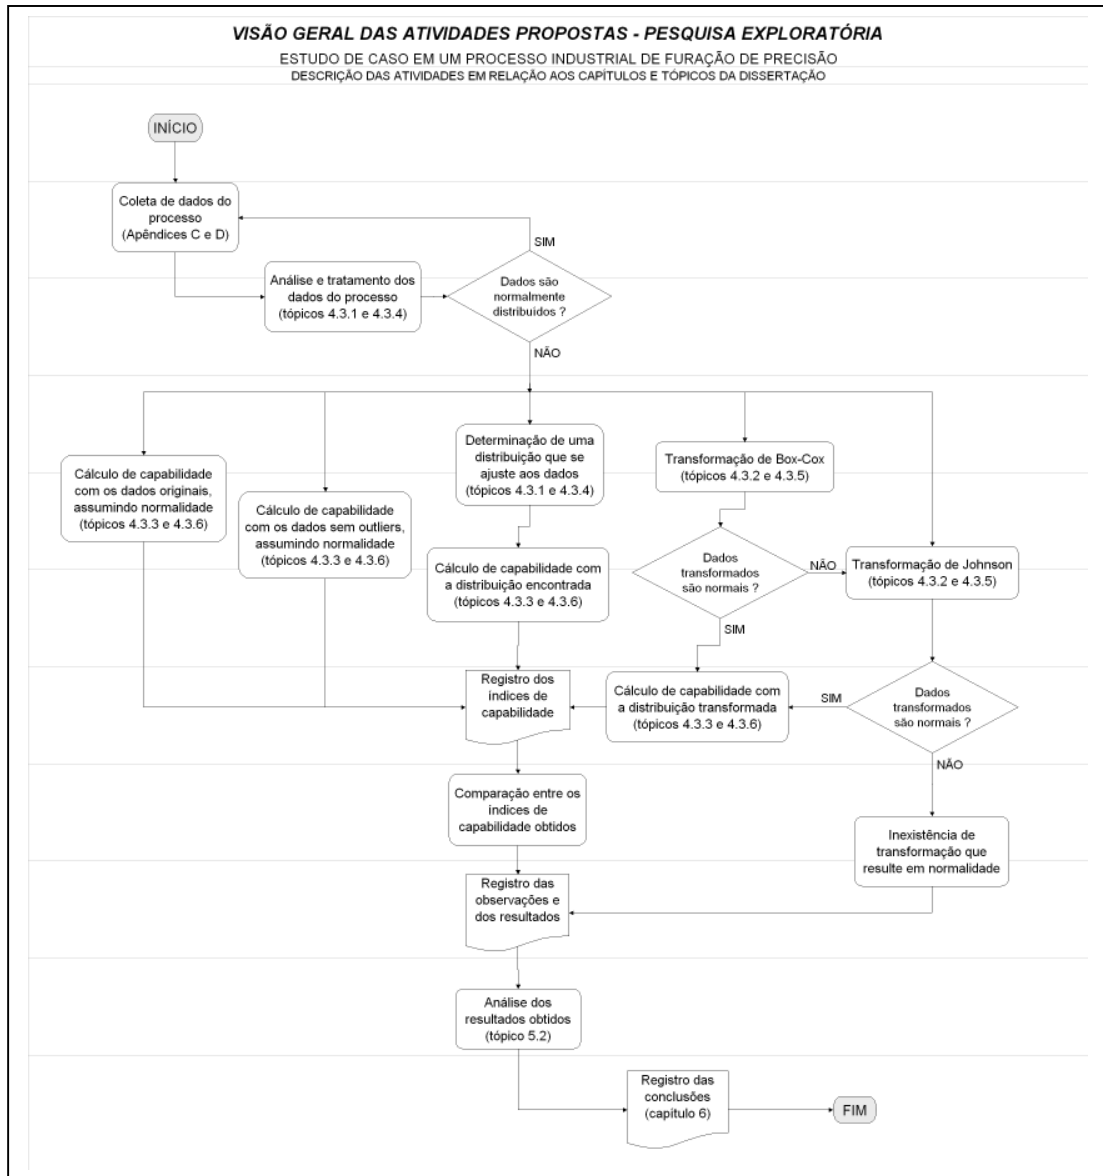 VISÃO GERAL DAS ATIVIDADES PROPOSTAS - PESQUISA EXPLORATÓRIA
ESTUDO DE CASO EM UM PROCESSO INDUSTRIAL DE FURAÇÃO DE PRECISÃO
DESCRIÇÃO DAS ATIVIDADES EM RELAÇÃO AOS CAPÍTULOS E TÓPICOS DA DISSERTAÇÃO
INÍCIO
Coleta de dados do
processo
(Apêndices C e D)
SIM
Análise e tratamento dos
dados do processo
(tópicos 4.3.1 e 4.3.4)
Dados são
normalmente
distribuídos ?
NÃO
Cálculo de capabilidade
com os dados originais,
assumindo normalidade
(tópicos 4.3.3 e 4.3.6)
Cálculo de capabilidade
com os dados sem outliers,
assumindo normalidade
(tópicos 4.3.3 e 4.3.6)
Determinação de uma
distribuição que se
ajuste aos dados
(tópicos 4.3.1 e 4.3.4)
Transformação de Box-Cox
(tópicos 4.3.2 e 4.3.5)
Cálculo de capabilidade com
a distribuição encontrada
(tópicos 4.3.3 e 4.3.6)
Dados
transformados
são normais ?
NÃO
Transformação de Johnson
(tópicos 4.3.2 e 4.3.5)
SIM
Registro dos
índices de
capabilidade
Cálculo de capabilidade com
a distribuição transformada
(tópicos 4.3.3 e 4.3.6)
SIM
Dados
transformados
são normais ?
NÃO
Comparação entre os
índices de
capabilidade obtidos
Inexistência de
transformação que
resulte em normalidade
Registro das
observações e
dos resultados
Análise dos
resultados obtidos
(tópico 5.2)
Registro das
conclusões
(capítulo 6)
FIM